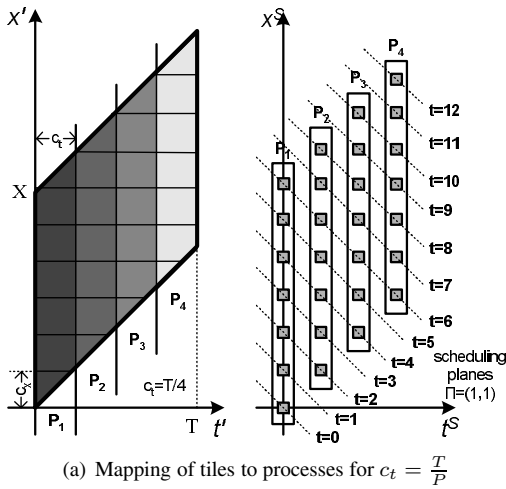 X'
c_t
X
P1
P2
P3
P4
c_x
c_t=T/4
T
t'
X^S
P1
P2
P3
P4
t=12
t=11
t=10
t=9
t=8
t=7
t=6
t=5
t=4
t=3
t=2
t=1
t=0
scheduling
planes
Π=(1,1)
t^S
(a) Mapping of tiles to processes for c_t = T/P